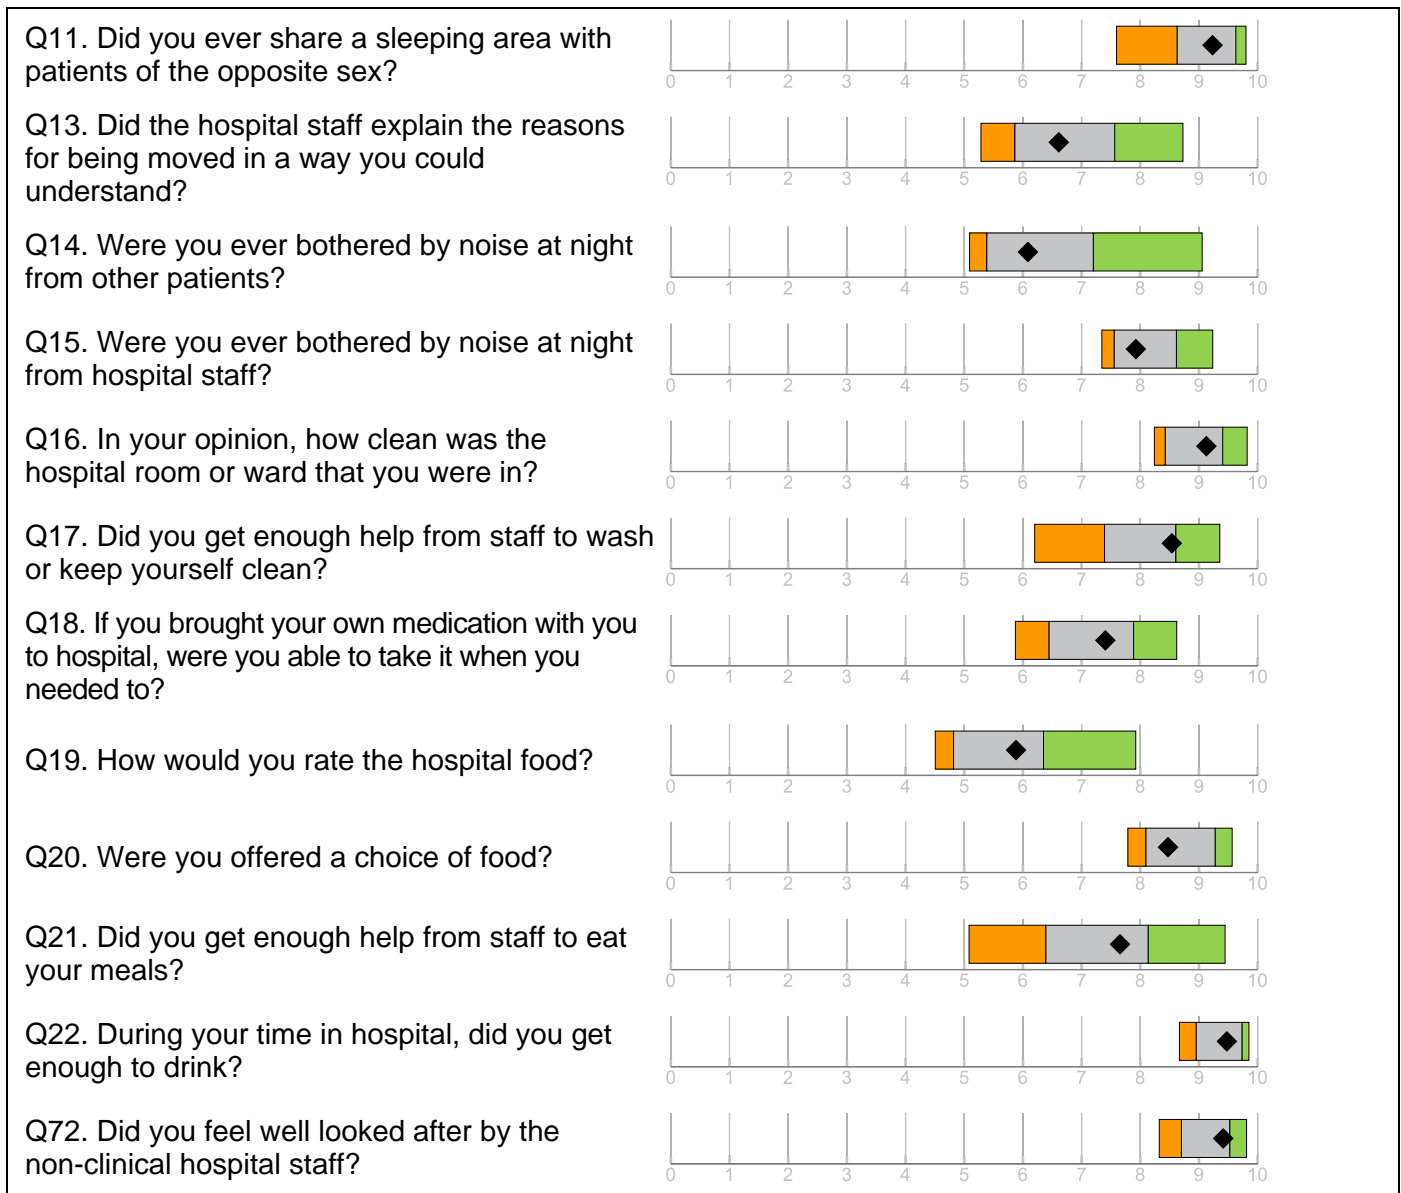 Q11. Did you ever share a sleeping area with
patients of the opposite sex?
0 1 2 3 4 5 6 7 8 9 10
Q13. Did the hospital staff explain the reasons
for being moved in a way you could
understand?
0 1 2 3 4 5 6 7 8 9 10
Q14. Were you ever bothered by noise at night
from other patients?
0 1 2 3 4 5 6 7 8 9 10
Q15. Were you ever bothered by noise at night
from hospital staff?
0 1 2 3 4 5 6 7 8 9 10
Q16. In your opinion, how clean was the
hospital room or ward that you were in?
0 1 2 3 4 5 6 7 8 9 10
Q17. Did you get enough help from staff to wash
or keep yourself clean?
0 1 2 3 4 5 6 7 8 9 10
Q18. If you brought your own medication with you
to hospital, were you able to take it when you
needed to?
0 1 2 3 4 5 6 7 8 9 10
Q19. How would you rate the hospital food?
0 1 2 3 4 5 6 7 8 9 10
Q20. Were you offered a choice of food?
0 1 2 3 4 5 6 7 8 9 10
Q21. Did you get enough help from staff to eat
your meals?
0 1 2 3 4 5 6 7 8 9 10
Q22. During your time in hospital, did you get
enough to drink?
0 1 2 3 4 5 6 7 8 9 10
Q72. Did you feel well looked after by the
non-clinical hospital staff?
0 1 2 3 4 5 6 7 8 9 10